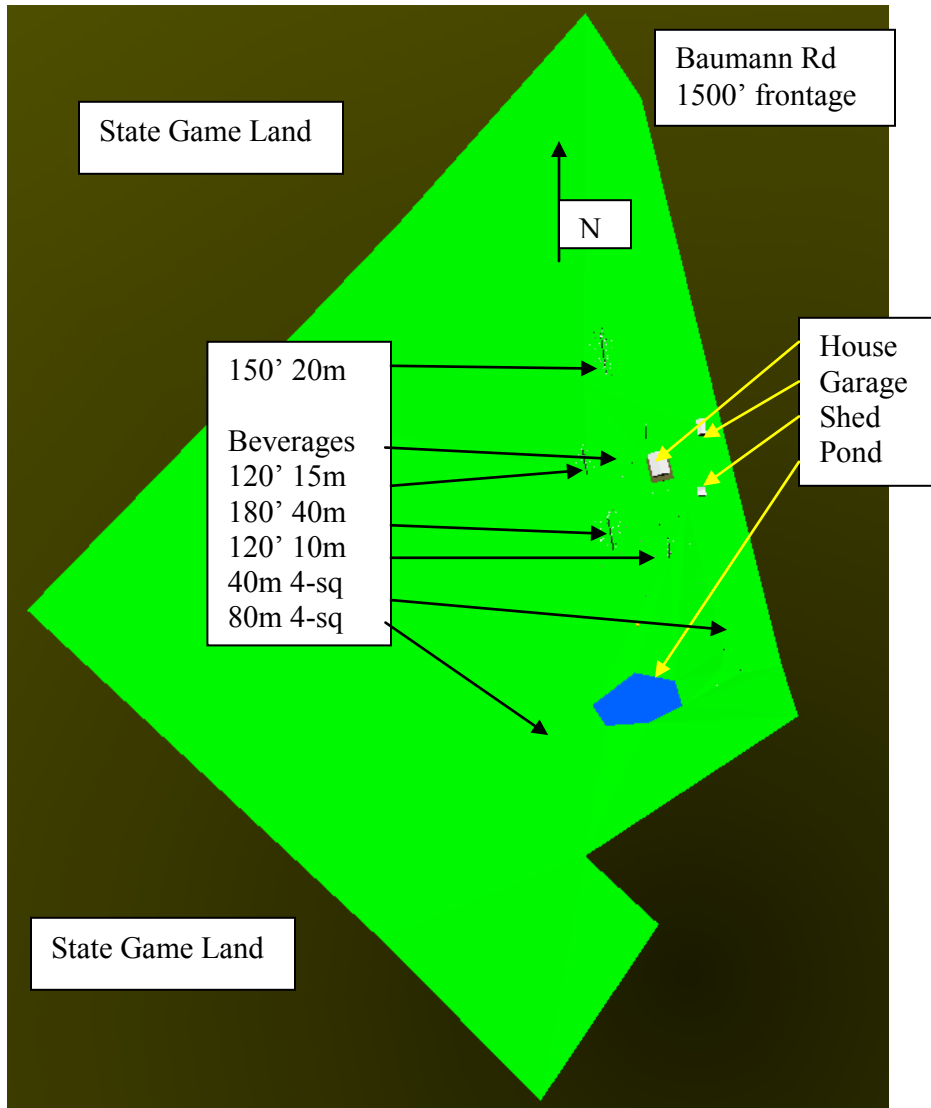 Baumann Rd
1500’ frontage
State Game Land
N
150’ 20m
Beverages
120’ 15m
180’ 40m
120’ 10m
40m 4-sq
80m 4-sq
House
Garage
Shed
Pond
State Game Land